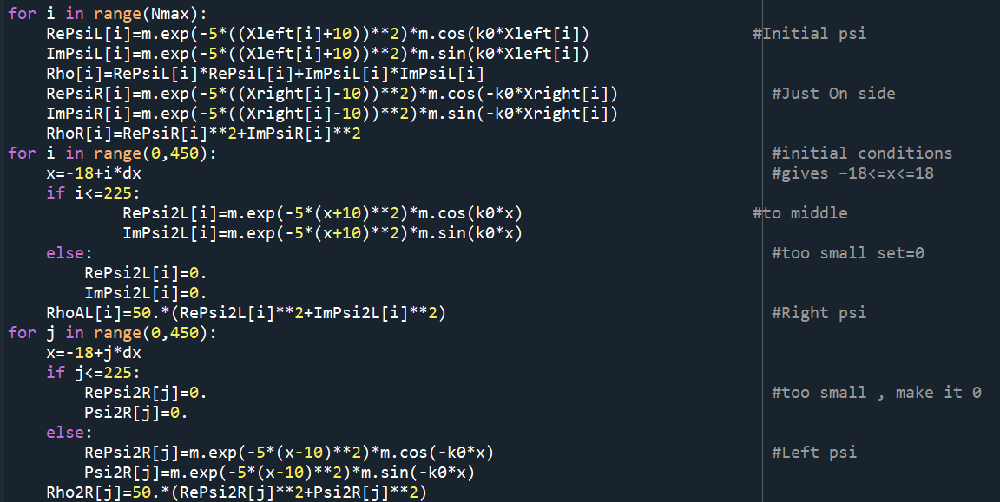 for i in range(Nmax):
    RePsiL[i]=m.exp(-5*((Xleft[i]+10))**2)*m.cos(k0*Xleft[i])                 #Initial psi
    ImPsiL[i]=m.exp(-5*((Xleft[i]+10))**2)*m.sin(k0*Xleft[i])
    Rho[i]=RePsiL[i]*RePsiL[i]+ImPsiL[i]*ImPsiL[i]
    RePsiR[i]=m.exp(-5*((Xright[i]-10))**2)*m.cos(-k0*Xright[i])                #Just On side
    ImPsiR[i]=m.exp(-5*((Xright[i]-10))**2)*m.sin(-k0*Xright[i])
    RhoR[i]=RePsiR[i]**2+ImPsiR[i]**2
for i in range(0,450):                                                          #initial conditions
    x=-18+i*dx                                                                  #gives -18<=x<=18
    if i<=225:
            RePsi2L[i]=m.exp(-5*(x+10)**2)*m.cos(k0*x)                        #to middle
            ImPsi2L[i]=m.exp(-5*(x+10)**2)*m.sin(k0*x)
    else:                                                                       #too small set=0
        RePsi2L[i]=0.
        ImPsi2L[i]=0.
    RhoAL[i]=50.*(RePsi2L[i]**2+ImPsi2L[i]**2)                                  #Right psi
for j in range(0,450):
    x=-18+j*dx
    if j<=225:
        RePsi2R[j]=0.                                                           #too small , make it 0
        Psi2R[j]=0.
    else:
        RePsi2R[j]=m.exp(-5*(x-10)**2)*m.cos(-k0*x)                             #Left psi
        Psi2R[j]=m.exp(-5*(x-10)**2)*m.sin(-k0*x)
    Rho2R[j]=50.*(RePsi2R[j]**2+Psi2R[j]**2)